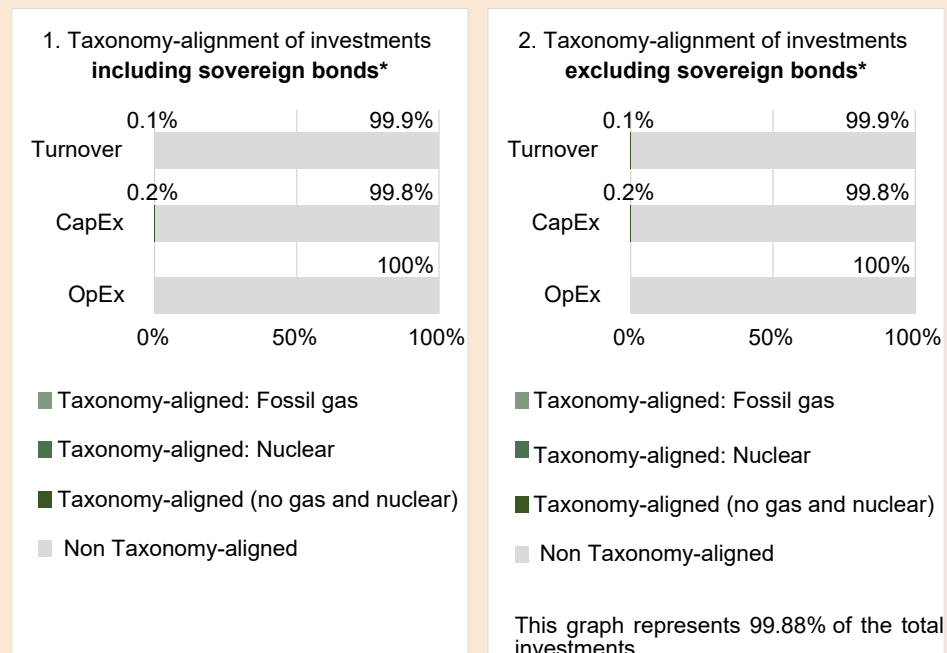 1. Taxonomy-alignment of investments
including sovereign bonds*
0.1% 99.9%
Turnover
0.2% 99.8%
CapEx
100%
OpEx
0% 50% 100%
Taxonomy-aligned: Fossil gas
Taxonomy-aligned: Nuclear
Taxonomy-aligned (no gas and nuclear)
Non Taxonomy-aligned
2. Taxonomy-alignment of investments
excluding sovereign bonds*
0.1% 99.9%
Turnover
0.2% 99.8%
CapEx
100%
OpEx
0% 50% 100%
Taxonomy-aligned: Fossil gas
Taxonomy-aligned: Nuclear
Taxonomy-aligned (no gas and nuclear)
Non Taxonomy-aligned
This graph represents 99.88% of the total
investments